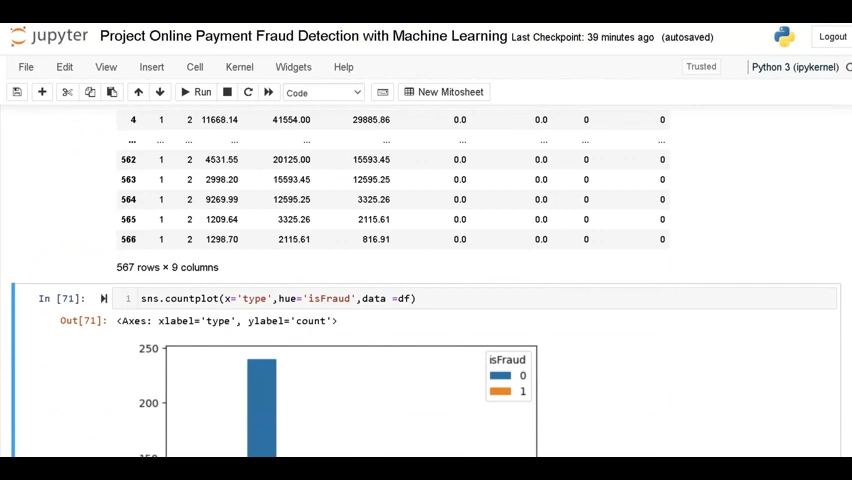 jupyter Project Online Payment Fraud Detection with Machine Learning Last Checkpoint: 39 minutes ago (autosaved) Logout
File Edit View Insert Cell Kernel Widgets Help Trusted Python 3 (ipykernel)
Run Code New Mitosheet
4 1 2 11668.14 41554.00 29885.86 0.0 0.0 0 0
... ... ... ... ... ... ... ... ... ...
562 1 2 4531.55 20125.00 15593.45 0.0 0.0 0 0
563 1 2 2998.20 15593.45 12595.25 0.0 0.0 0 0
564 1 2 9269.99 12595.25 3325.26 0.0 0.0 0 0
565 1 2 1209.64 3325.26 2115.61 0.0 0.0 0 0
566 1 2 1298.70 2115.61 816.91 0.0 0.0 0 0
567 rows × 9 columns
In [71]: 1 sns.countplot(x='type',hue='isFraud',data =df)
Out[71]: <Axes: xlabel='type', ylabel='count'>
250
isFraud
0
1
200
150